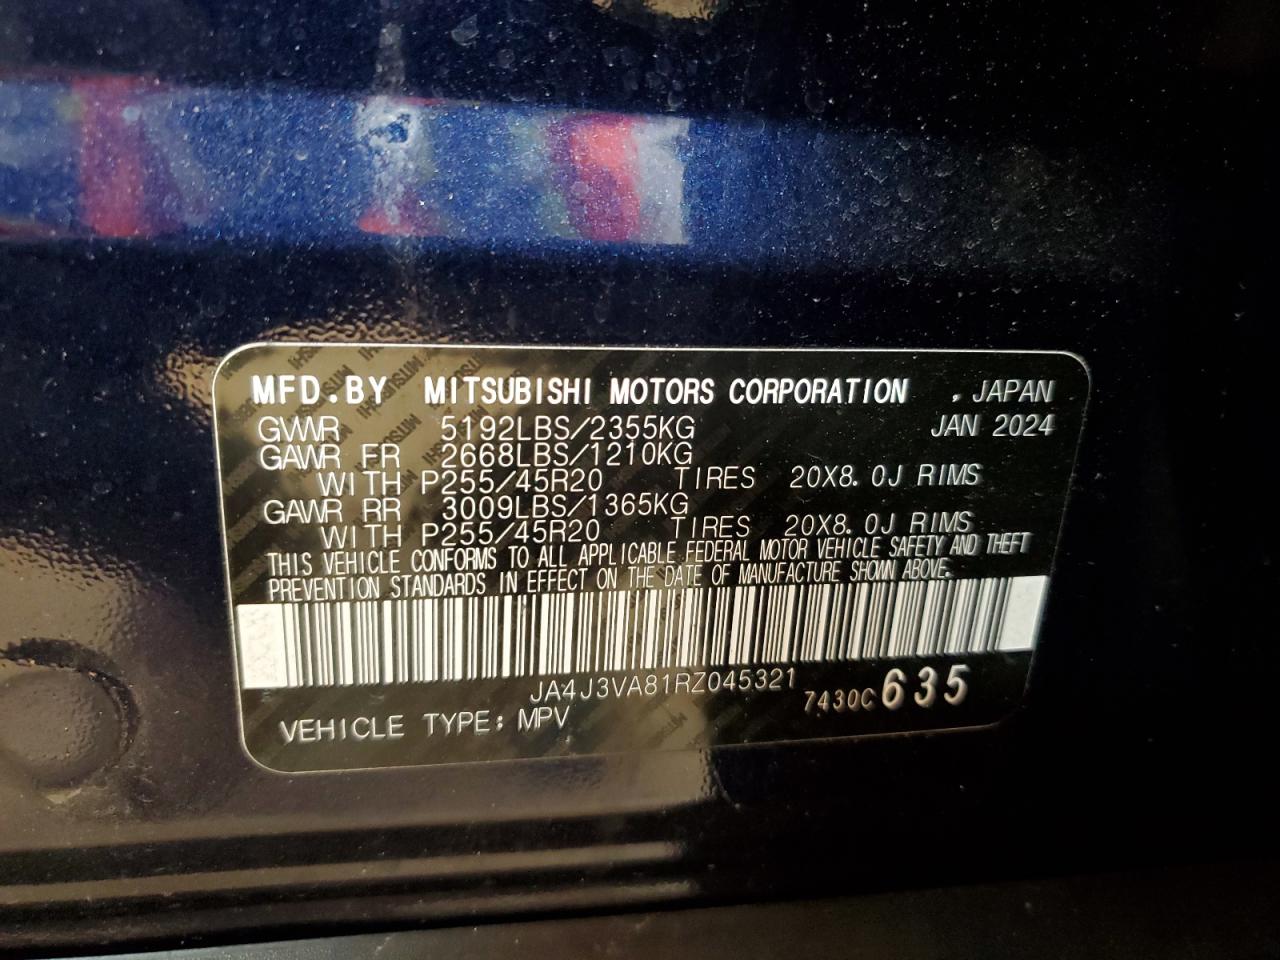 MFD.BY MITSUBISHI MOTORS CORPORATION , JAPAN
GVWR 5192LBS/2355KG JAN 2024
GAWR FR 2668LBS/1210KG
WITH P255/45R20 TIRES 20X8.0J RIMS
GAWR RR 3009LBS/1365KG
WITH P255/45R20 TIRES 20X8.0J RIMS
THIS VEHICLE CONFORMS TO ALL APPLICABLE FEDERAL MOTOR VEHICLE SAFETY AND THEFT
PREVENTION STANDARDS IN EFFECT ON THE DATE OF MANUFACTURE SHOWN ABOVE.
JA4J3VA81RZ045321
7430C 635
VEHICLE TYPE: MPV